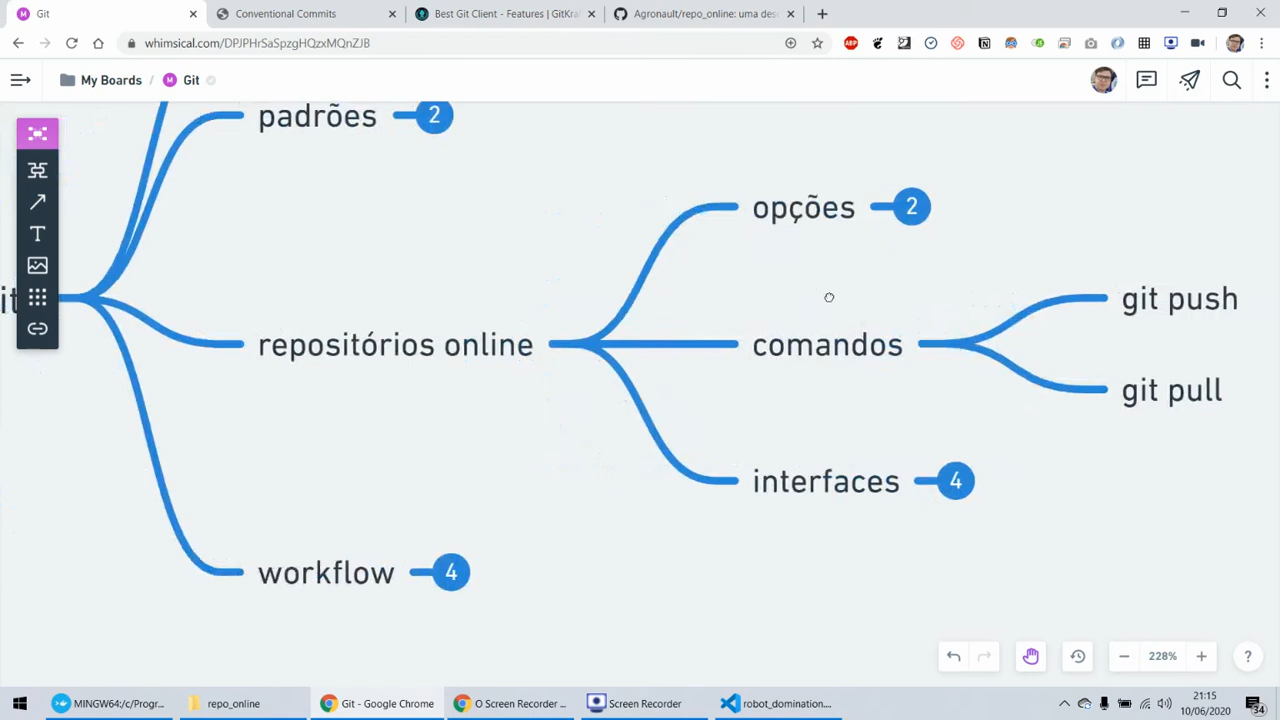 Git
Conventional Commits
Best Git Client - Features | GitKra
Agronault/repo_online: uma des
whimsical.com/DPJPHrSaSpzgHQzxMQnZJB
My Boards / M Git
padrões 2
opções 2
git push
repositórios online
comandos
git pull
interfaces 4
workflow 4
228%
?
MINGW64:/c/Progr...
repo_online
Git - Google Chrome
O Screen Recorder ...
Screen Recorder
robot_domination...
21:15
10/06/2020
34